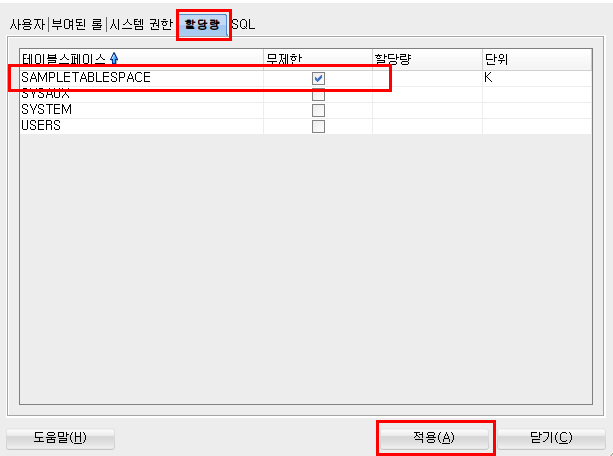 사용자 부여된 롤 시스템 권한 할당량 SQL
테이블스페이스 무제한 할당량 단위
SAMPLETABLESPACE K
SYSAUX
SYSTEM
USERS
도움말(H) 적용(A) 닫기(C)